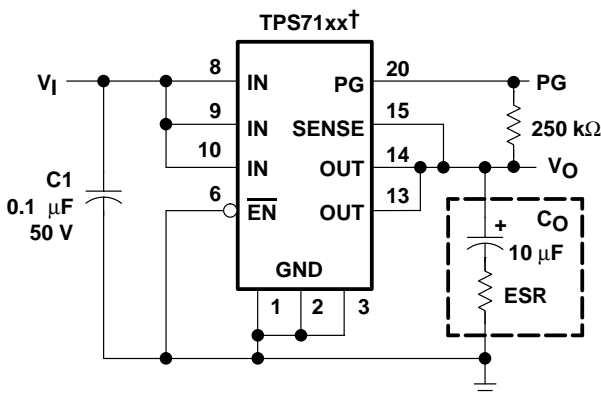 TPS71xx†
VI
8
IN
PG
20
PG
9
IN
SENSE
15
250 kΩ
10
IN
OUT
14
VO
C1
0.1 μF
50 V
6
EN
OUT
13
CO
+
10 μF
GND
ESR
1
2
3